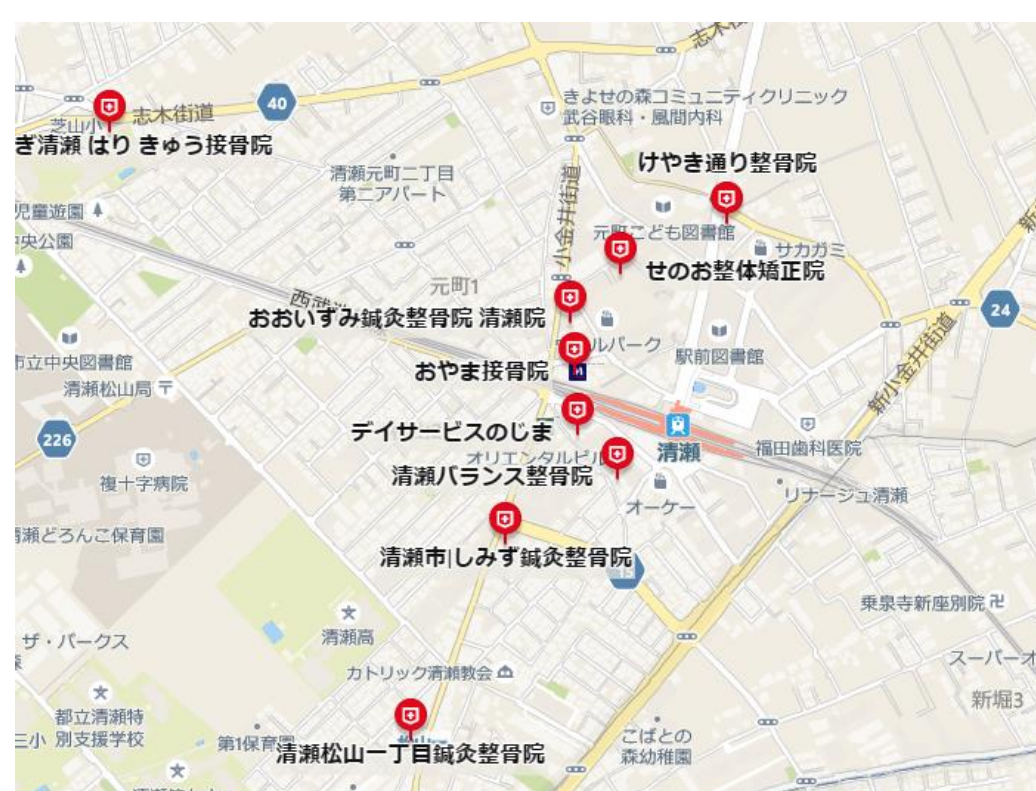 志木
40
志木街道
芝山小
ぎ清瀬 はり きゅう接骨院
きよせの森コミュニティクリニック
武谷眼科・風間内科
清瀬元町二丁目
第二アパート
けやき通り整骨院
児童遊園
中央公園
小金井街道
元町こども図書館
サカガミ
せのお整体矯正院
元町1
西武
おおいずみ鍼灸整骨院 清瀬院
24
ルパーク
駅前図書館
市立中央図書館
清瀬松山局
おやま接骨院
新小金井街道
226
デイサービスのじま
清瀬
福田歯科医院
オリエンタルビル
清瀬バランス整骨院
複十字病院
オーケー
リナージュ清瀬
清瀬どろんこ保育園
清瀬市|しみず鍼灸整骨院
15
乗泉寺新座別院
ザ・パークス
清瀬高
カトリック清瀬教会
スーパーオ
新堀3
都立清瀬特
別支援学校
三小
第1保育園
清瀬松山一丁目鍼灸整骨院
こばとの
森幼稚園